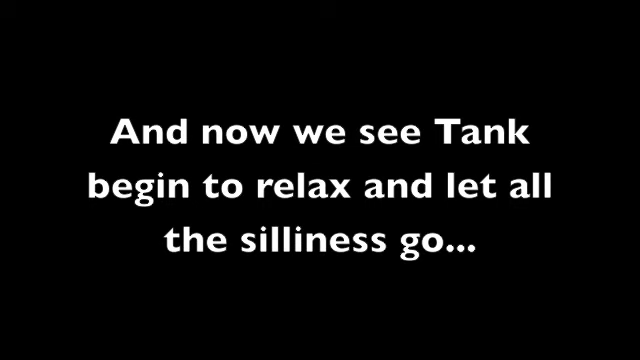 And now we see Tank
begin to relax and let all
the silliness go...